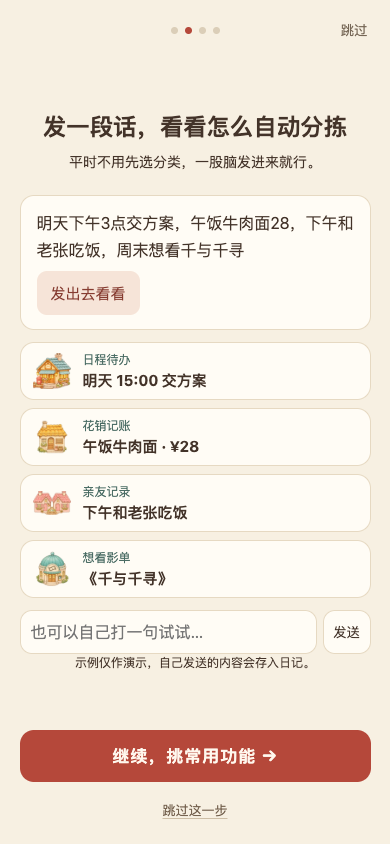 跳过
发一段话，看看怎么自动分拣
平时不用先选分类，一股脑发进来就行。
明天下午3点交方案，午饭牛肉面28，下午和
老张吃饭，周末想看千与千寻
发出去看看
日程待办
明天 15:00 交方案
花销记账
午饭牛肉面 · ¥28
亲友记录
下午和老张吃饭
想看影单
《千与千寻》
也可以自己打一句试试...
发送
示例仅作演示，自己发送的内容会存入日记。
继续，挑常用功能 →
跳过这一步